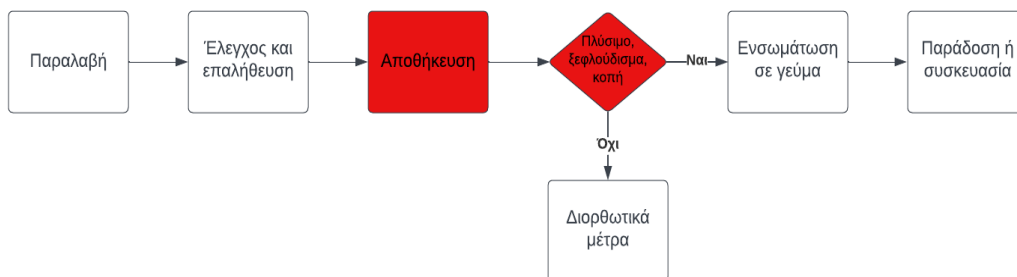 Παραλαβή
Έλεγχος και
επαλήθευση
Αποθήκευση
Πλύσιμο,
ξεφλούδισμα,
κοπή
Ναι
Ενσωμάτωση
σε γεύμα
Παράδοση ή
συσκευασία
Όχι
Διορθωτικά
μέτρα